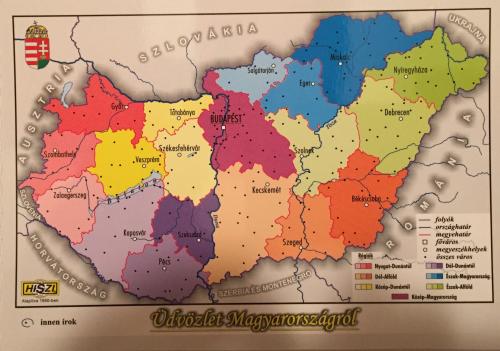 SZLOVÁKIA
UKRAJNA
AUSZTRIA
Salgótarján
Miskolc
Eger
Nyíregyháza
Győr
Tatabánya
BUDAPEST
Debrecen
Szombathely
Veszprém
Székesfehérvár
Szolnok
Zalaegerszeg
Balaton
Kecskemét
Kaposvár
Szekszárd
Békéscsaba
Szeged
Pécs
ROMÁNIA
HORVÁTORSZÁG
SZERBIA ÉS MONTENEGRÓ
folyók
országhatár
megyehatár
főváros
megyeszékhelyek
összes város
Régiók
Nyugat-Dunántúl
Dél-Dunántúl
Dél-Alföld
Észak-Magyarország
Közép-Dunántúl
Észak-Alföld
Közép-Magyarország
HISZI
Alapítva 1990-ben
innen írok
Üdvözlet Magyarországról